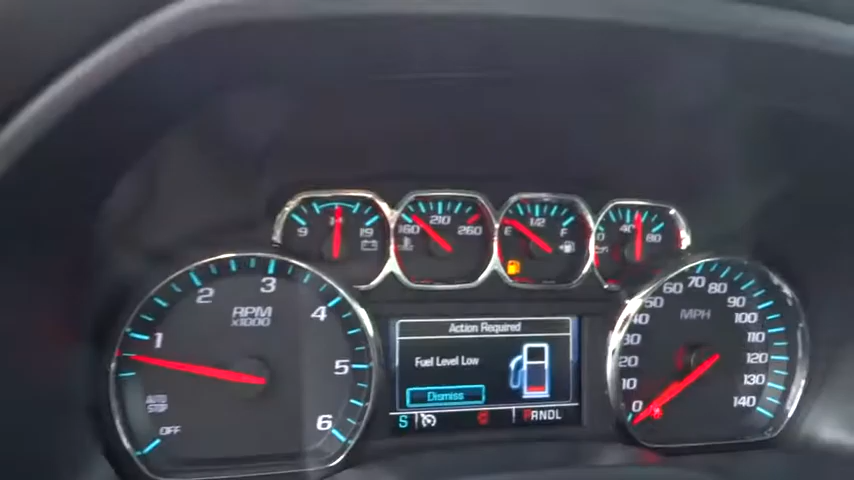 9 14 19
160 210 260
E 1/2 F
0 40 80
1 2 3 4 5 6
RPM
x1000
AUTO
STOP
OFF
Action Required
Fuel Level Low
Dismiss
S
PRNDL
MPH
0 10 20 30 40 50 60 70 80 90 100 110 120 130 140